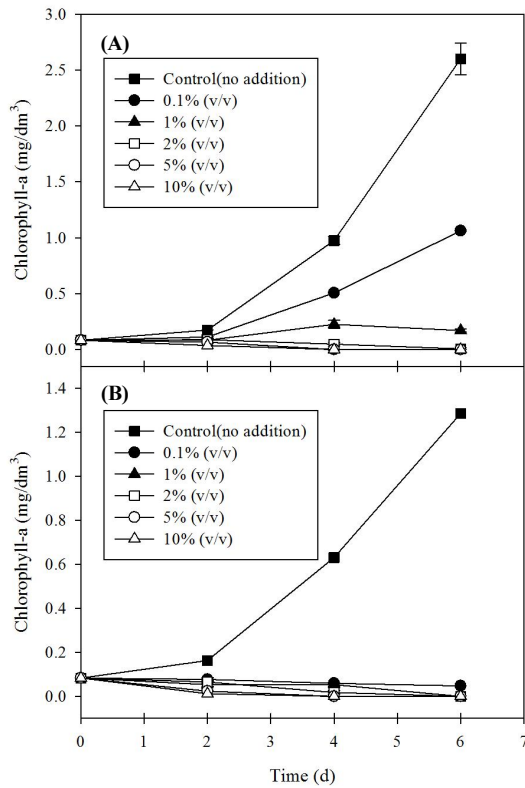 3.0
(A)
Control(no addition)
0.1% (v/v)
1% (v/v)
2% (v/v)
5% (v/v)
10% (v/v)
2.5
2.0
1.5
1.0
0.5
0.0
Chlorophyll-a (mg/dm³)
1.4
(B)
Control(no addition)
0.1% (v/v)
1% (v/v)
2% (v/v)
5% (v/v)
10% (v/v)
1.2
1.0
0.8
0.6
0.4
0.2
0.0
Chlorophyll-a (mg/dm³)
0 1 2 3 4 5 6 7
Time (d)